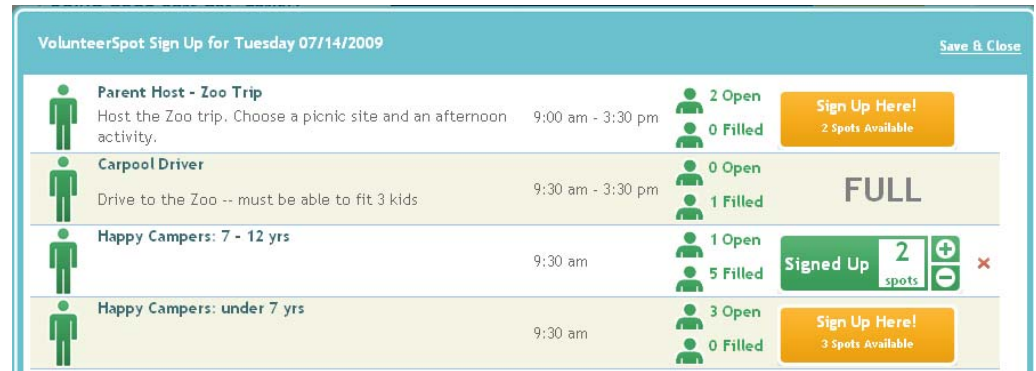 VolunteerSpot Sign Up for Tuesday 07/14/2009
Save & Close
Parent Host - Zoo Trip
Host the Zoo trip. Choose a picnic site and an afternoon
activity.
9:00 am - 3:30 pm
2 Open
0 Filled
Sign Up Here!
2 Spots Available
Carpool Driver
Drive to the Zoo -- must be able to fit 3 kids
9:30 am - 3:30 pm
0 Open
1 Filled
FULL
Happy Campers: 7 - 12 yrs
9:30 am
1 Open
5 Filled
Signed Up
2
spots
Happy Campers: under 7 yrs
9:30 am
3 Open
0 Filled
Sign Up Here!
3 Spots Available